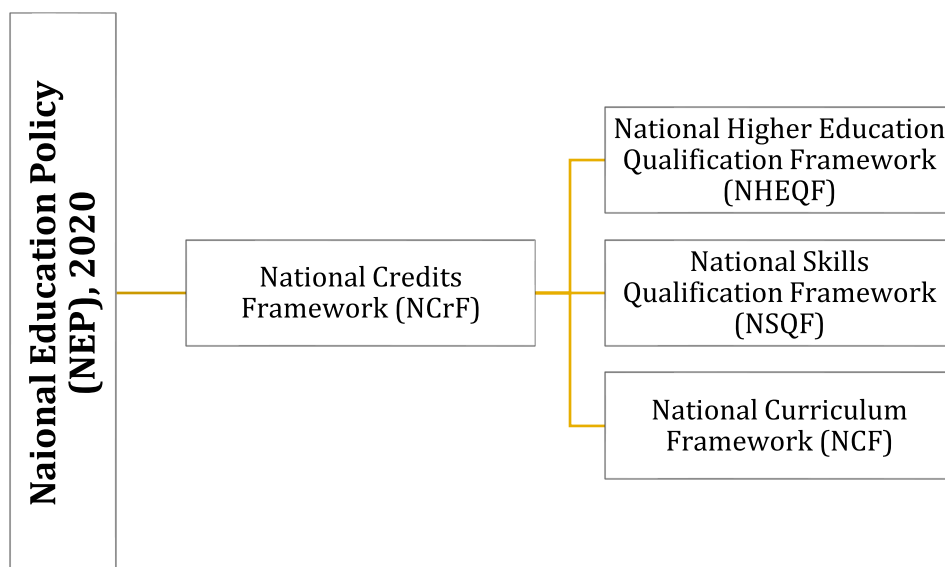 Naional Education Policy
(NEP), 2020
National Credits
Framework (NCrF)
National Higher Education
Qualification Framework
(NHEQF)
National Skills
Qualification Framework
(NSQF)
National Curriculum
Framework (NCF)